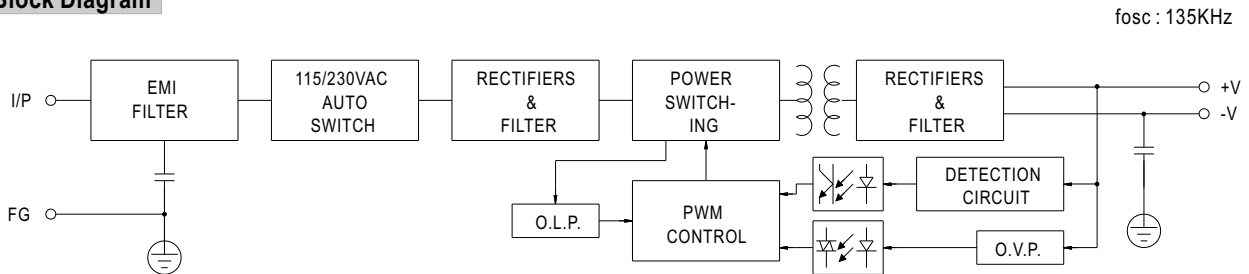 Block Diagram
fosc : 135KHz
I/P
EMI
FILTER
115/230VAC
AUTO
SWITCH
RECTIFIERS
&
FILTER
POWER
SWITCH-
ING
RECTIFIERS
&
FILTER
+V
-V
FG
O.L.P.
PWM
CONTROL
DETECTION
CIRCUIT
O.V.P.